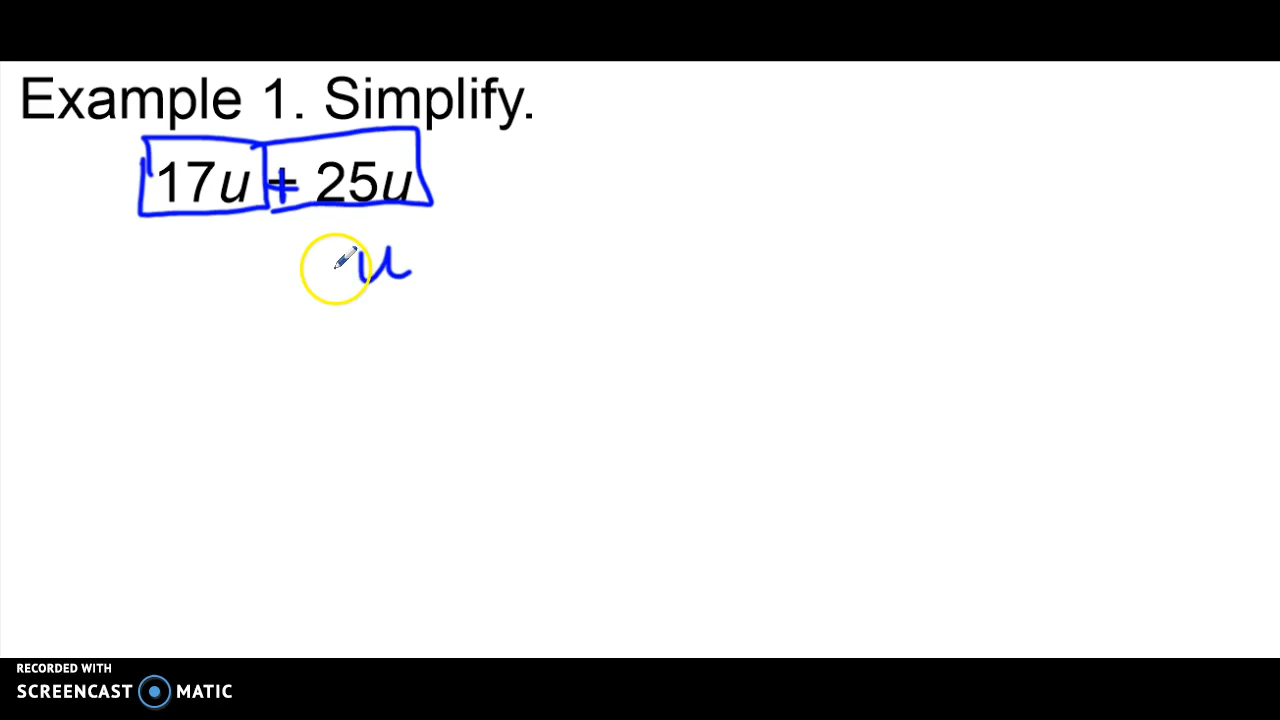 Example 1. Simplify.
17u + 25u
u
RECORDED WITH
SCREENCAST MATIC